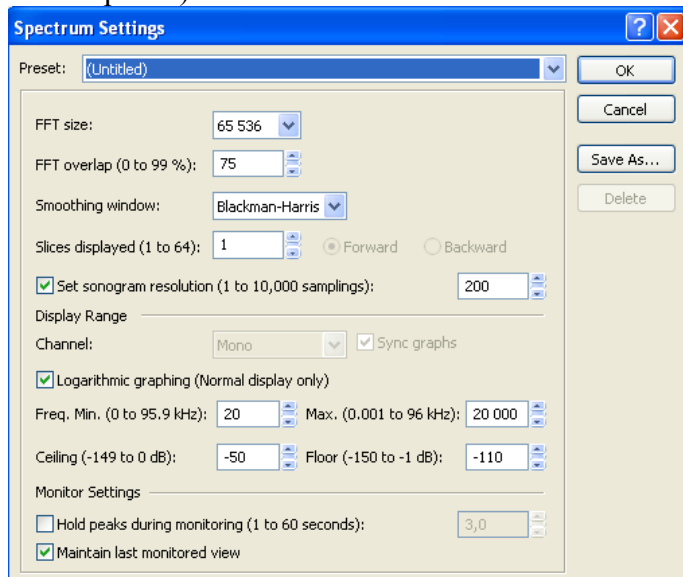 Spectrum Settings
Preset: (Untitled)
OK
Cancel
FFT size: 65 536
FFT overlap (0 to 99 %): 75
Save As...
Smoothing window: Blackman-Harris
Delete
Slices displayed (1 to 64): 1 Forward Backward
Set sonogram resolution (1 to 10,000 samplings): 200
Display Range
Channel: Mono Sync graphs
Logarithmic graphing (Normal display only)
Freq. Min. (0 to 95.9 kHz): 20 Max. (0.001 to 96 kHz): 20 000
Ceiling (-149 to 0 dB): -50 Floor (-150 to -1 dB): -110
Monitor Settings
Hold peaks during monitoring (1 to 60 seconds): 3,0
Maintain last monitored view